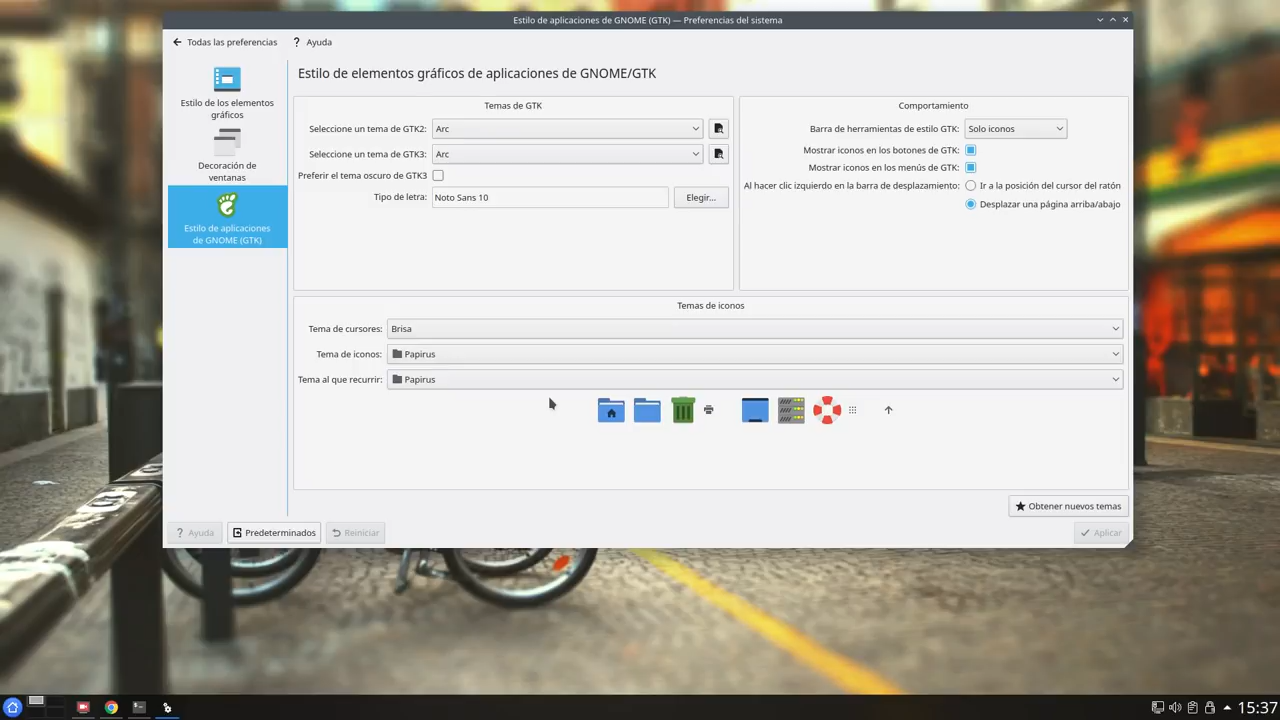 Estilo de aplicaciones de GNOME (GTK) — Preferencias del sistema
Todas las preferencias
? Ayuda
Estilo de los elementos
gráficos
Decoración de
ventanas
Estilo de aplicaciones
de GNOME (GTK)
Estilo de elementos gráficos de aplicaciones de GNOME/GTK
Temas de GTK
Seleccione un tema de GTK2: Arc
Seleccione un tema de GTK3: Arc
Preferir el tema oscuro de GTK3
Tipo de letra: Noto Sans 10 Elegir...
Comportamiento
Barra de herramientas de estilo GTK: Solo iconos
Mostrar iconos en los botones de GTK:
Mostrar iconos en los menús de GTK:
Al hacer clic izquierdo en la barra de desplazamiento: Ir a la posición del cursor del ratón
Desplazar una página arriba/abajo
Temas de iconos
Tema de cursores: Brisa
Tema de iconos: Papirus
Tema al que recurrir: Papirus
Obtener nuevos temas
? Ayuda
Predeterminados
Reiniciar
Aplicar
15:37